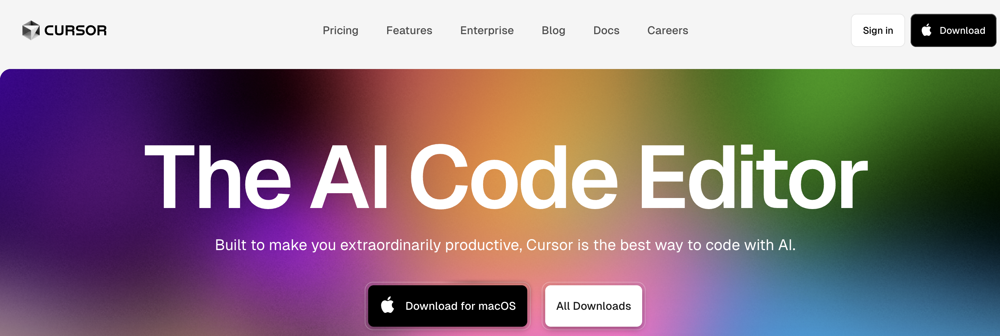 CURSOR Pricing Features Enterprise Blog Docs Careers Sign in Download
The AI Code Editor
Built to make you extraordinarily productive, Cursor is the best way to code with AI.
Download for macOS All Downloads